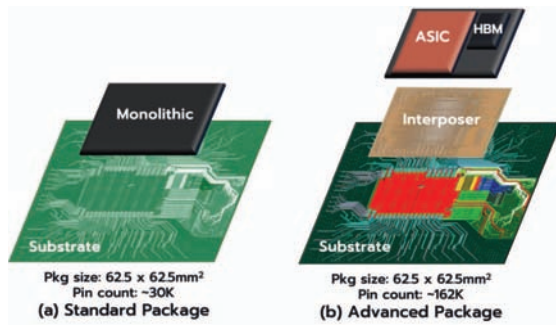 Monolithic
Substrate
Pkg size: 62.5 x 62.5mm²
Pin count: ~30K
(a) Standard Package
ASIC
HBM
Interposer
Substrate
Pkg size: 62.5 x 62.5mm²
Pin count: ~162K
(b) Advanced Package